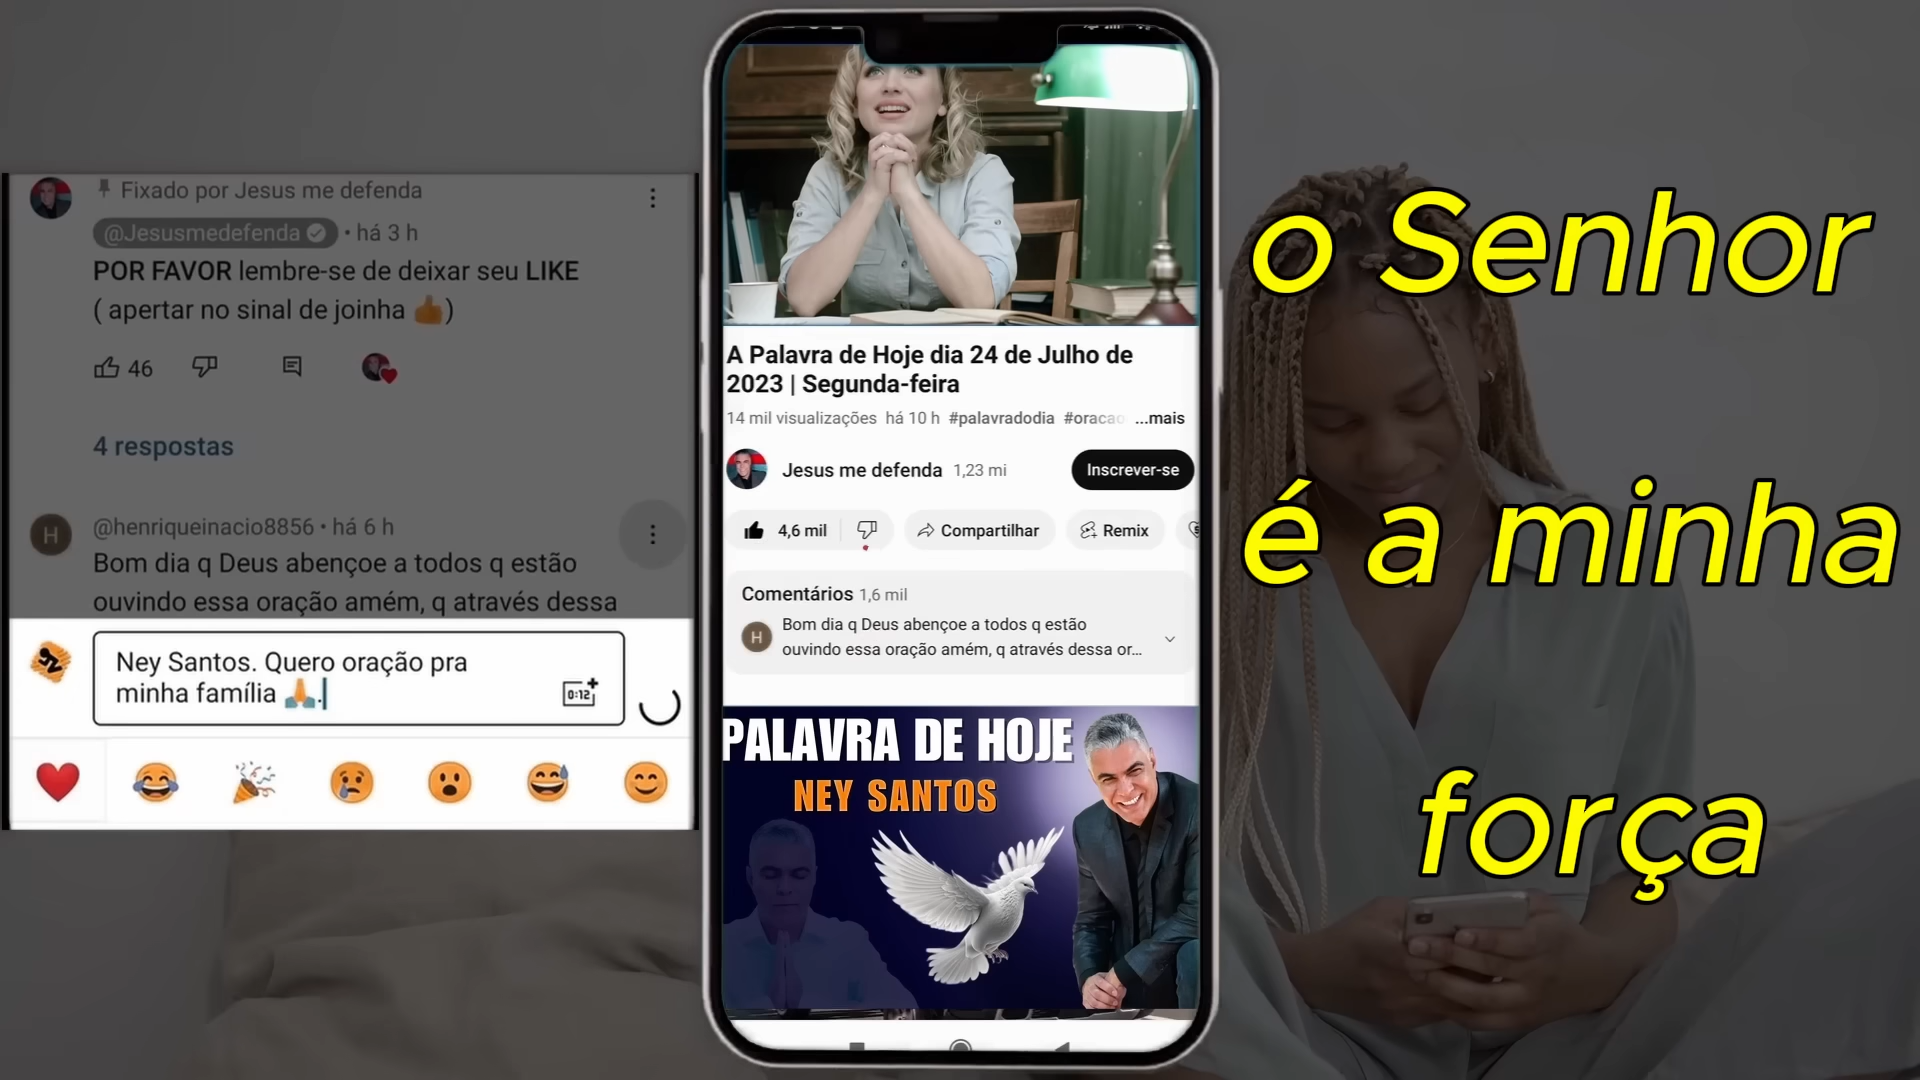 Fixado por Jesus me defenda
@Jesusmedefenda • há 3 h
POR FAVOR lembre-se de deixar seu LIKE
( apertar no sinal de joinha 👍)
46
4 respostas
H
@henriqueinacio8856 • há 6 h
Bom dia q Deus abençoe a todos q estão
ouvindo essa oração amém, q através dessa
Ney Santos. Quero oração pra
minha família 🙏.
0:12
A Palavra de Hoje dia 24 de Julho de
2023 | Segunda-feira
14 mil visualizações há 10 h #palavradodia #oracao ...mais
Jesus me defenda 1,23 mi
Inscrever-se
4,6 mil
Compartilhar
Remix
Comentários 1,6 mil
H
Bom dia q Deus abençoe a todos q estão
ouvindo essa oração amém, q através dessa or...
PALAVRA DE HOJE
NEY SANTOS
o Senhor
é a minha
força